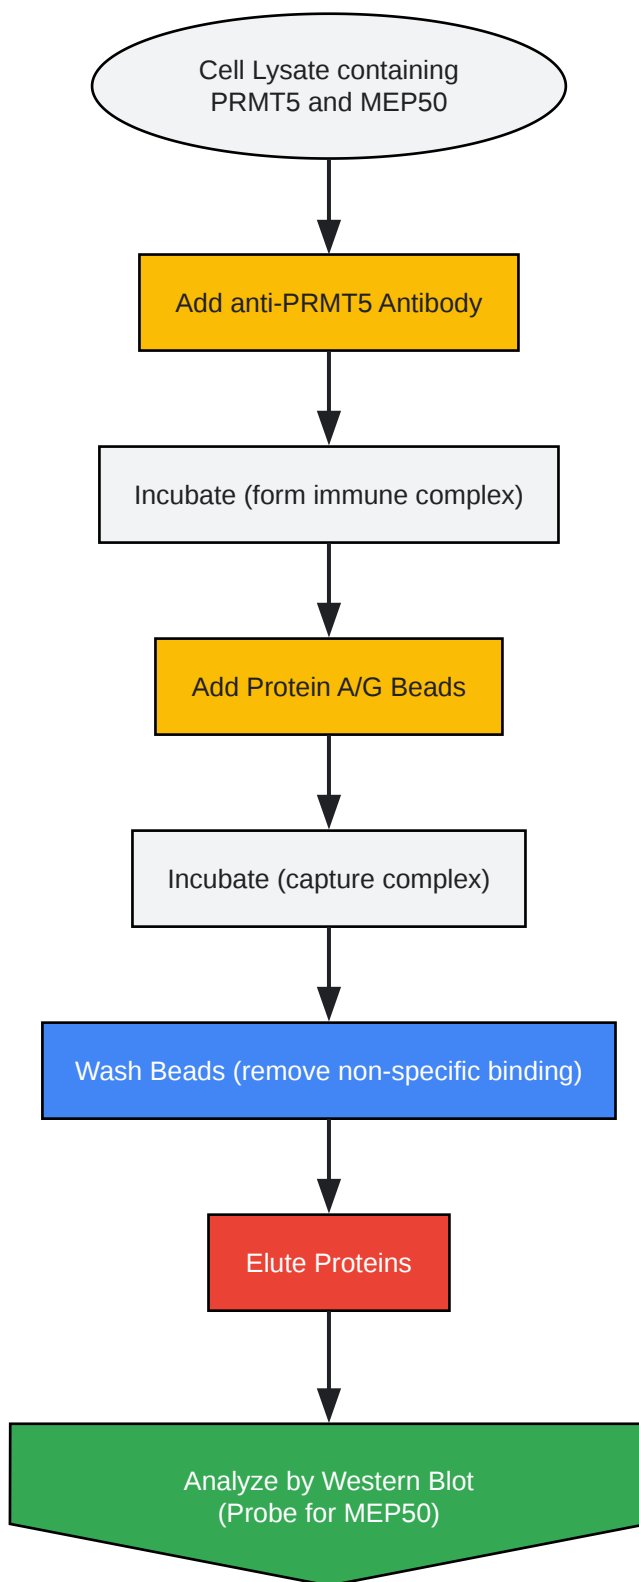 Cell Lysate containing
PRMT5 and MEP50
Add anti-PRMT5 Antibody
Incubate (form immune complex)
Add Protein A/G Beads
Incubate (capture complex)
Wash Beads (remove non-specific binding)
Elute Proteins
Analyze by Western Blot
(Probe for MEP50)